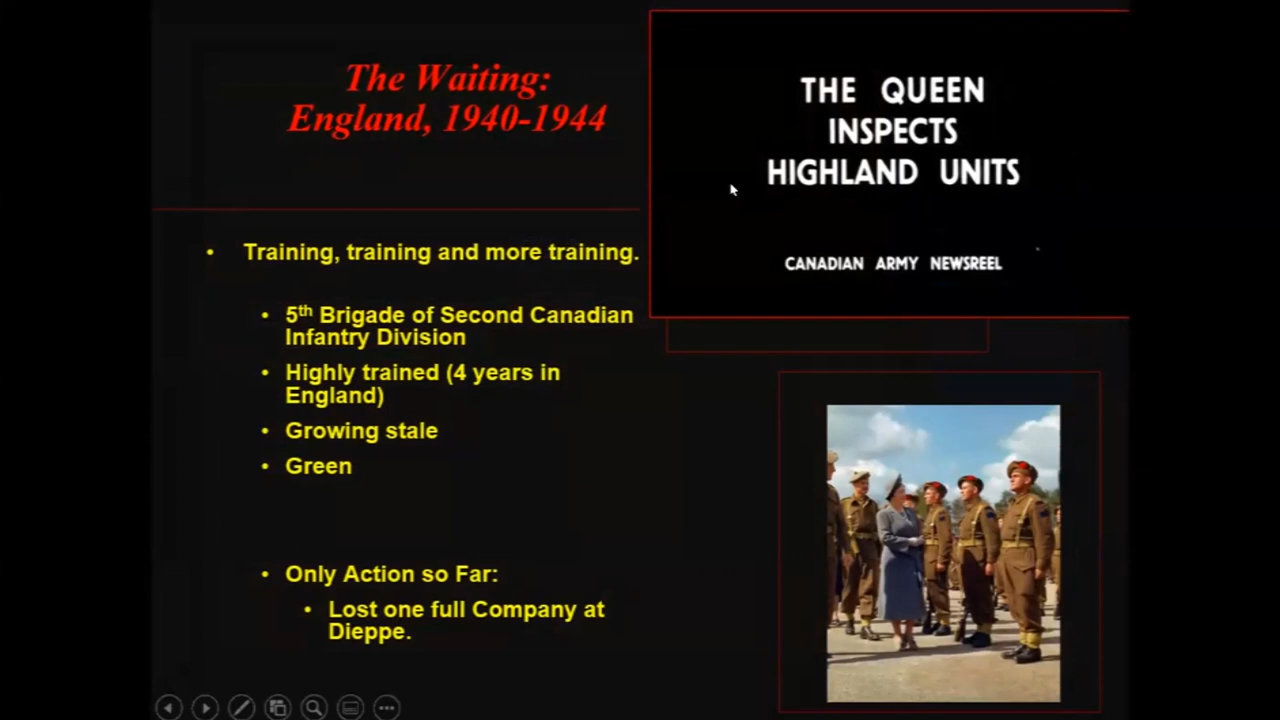 The Waiting:
England, 1940-1944
• Training, training and more training.
• 5th Brigade of Second Canadian
Infantry Division
• Highly trained (4 years in
England)
• Growing stale
• Green
• Only Action so Far:
• Lost one full Company at
Dieppe.
THE QUEEN
INSPECTS
HIGHLAND UNITS
CANADIAN ARMY NEWSREEL